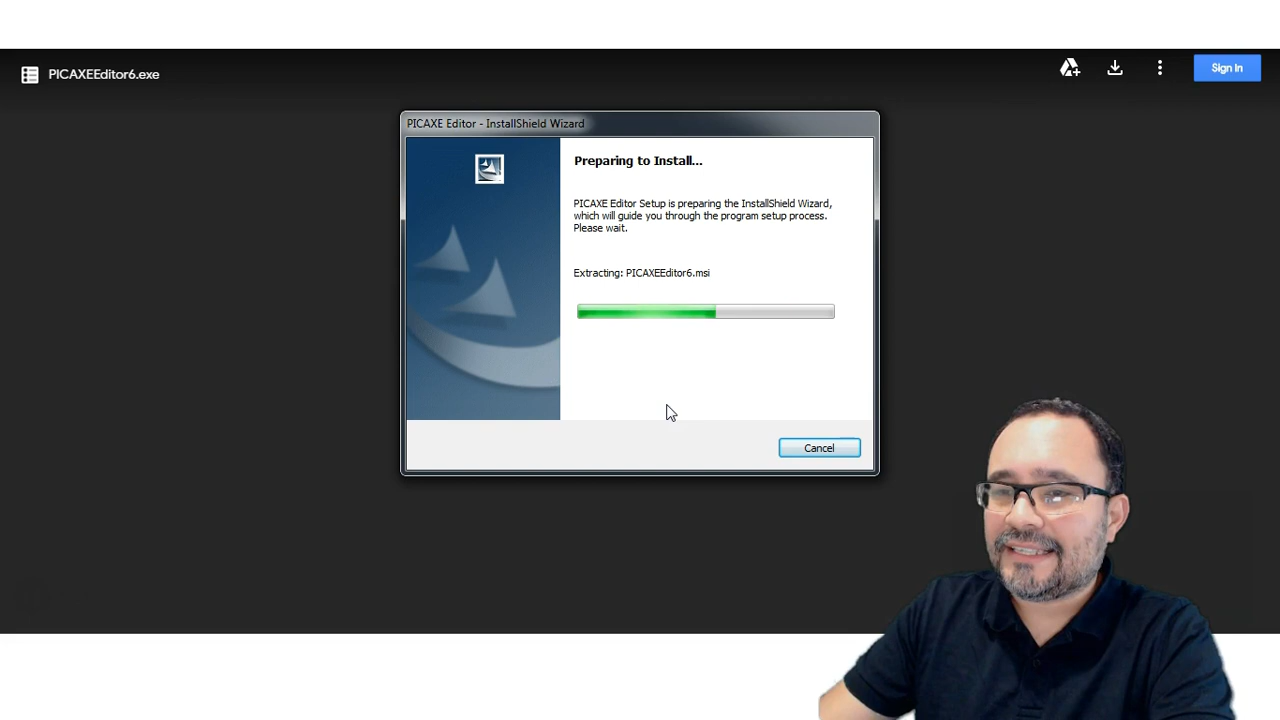 PICAXEEditor6.exe
Sign In
PICAXE Editor - InstallShield Wizard
Preparing to Install...
PICAXE Editor Setup is preparing the InstallShield Wizard,
which will guide you through the program setup process.
Please wait.
Extracting: PICAXEEditor6.msi
Cancel